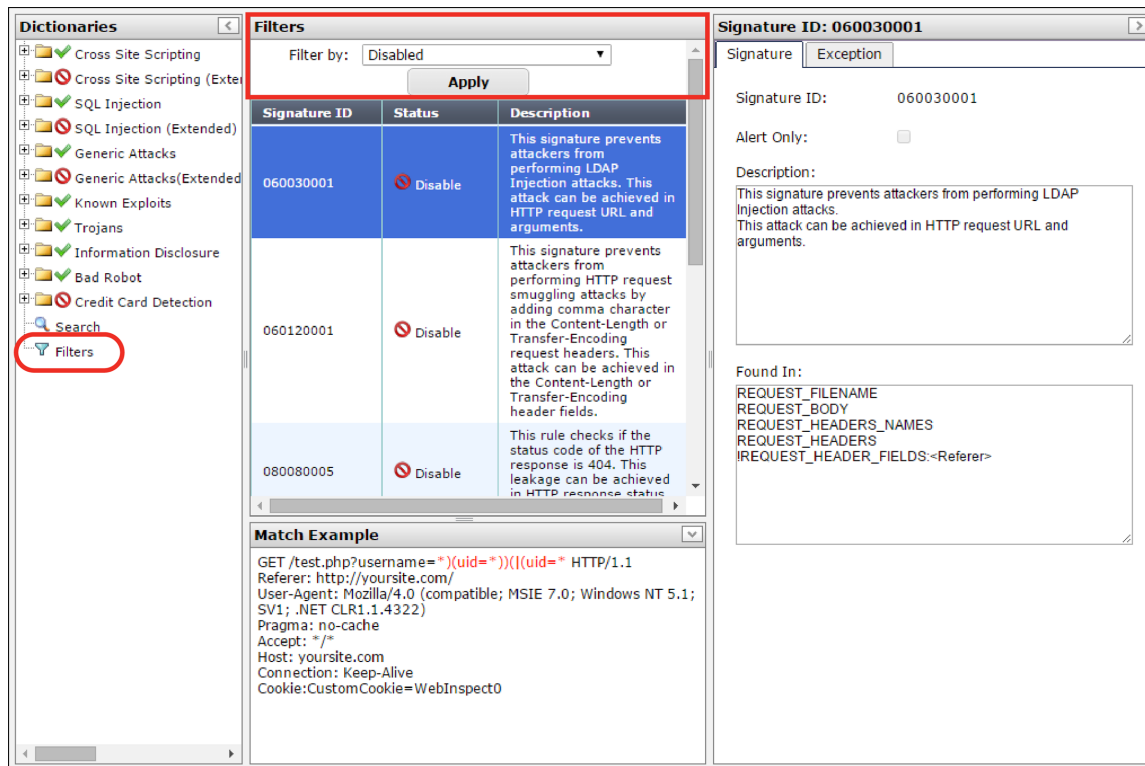 Dictionaries
Cross Site Scripting
Cross Site Scripting (Exter
SQL Injection
SQL Injection (Extended)
Generic Attacks
Generic Attacks(Extended
Known Exploits
Trojans
Information Disclosure
Bad Robot
Credit Card Detection
Search
Filters
Filters
Filter by: Disabled
Apply
Signature ID Status Description
060030001 Disable
This signature prevents
attackers from
performing LDAP
Injection attacks. This
attack can be achieved in
HTTP request URL and
arguments.
060120001 Disable
This signature prevents
attackers from
performing HTTP request
smuggling attacks by
adding comma character
in the Content-Length or
Transfer-Encoding
request headers. This
attack can be achieved in
the Content-Length or
Transfer-Encoding
header fields.
080080005 Disable
This rule checks if the
status code of the HTTP
response is 404. This
leakage can be achieved
in HTTP response status
Match Example
GET /test.php?username=*)(uid=*))(|(uid=* HTTP/1.1
Referer: http://yoursite.com/
User-Agent: Mozilla/4.0 (compatible; MSIE 7.0; Windows NT 5.1;
SV1; .NET CLR1.1.4322)
Pragma: no-cache
Accept: */*
Host: yoursite.com
Connection: Keep-Alive
Cookie:CustomCookie=WebInspect0
Signature ID: 060030001
Signature Exception
Signature ID: 060030001
Alert Only:
Description:
This signature prevents attackers from performing LDAP
Injection attacks.
This attack can be achieved in HTTP request URL and
arguments.
Found In:
REQUEST_FILENAME
REQUEST_BODY
REQUEST_HEADERS_NAMES
REQUEST_HEADERS
!REQUEST_HEADER_FIELDS:<Referer>